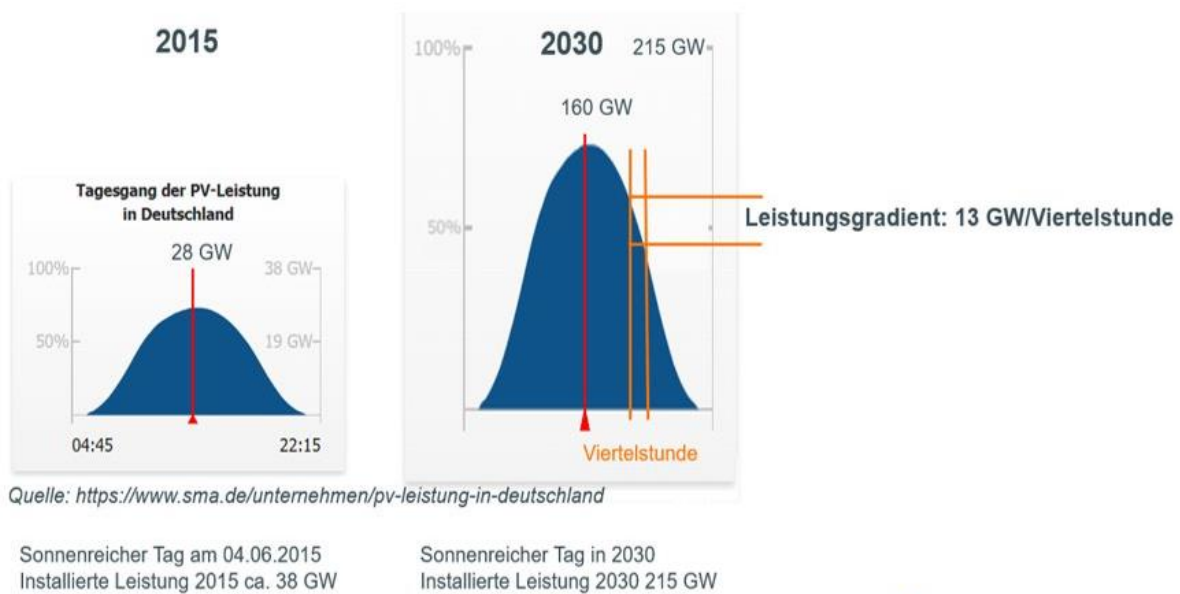 2015
Tagesgang der PV-Leistung
in Deutschland
28 GW
100%
38 GW
50%
19 GW
04:45
22:15
2030
100%
215 GW
160 GW
50%
Leistungsgradient: 13 GW/Viertelstunde
Viertelstunde
Quelle: https://www.sma.de/unternehmen/pv-leistung-in-deutschland
Sonnenreicher Tag am 04.06.2015
Installierte Leistung 2015 ca. 38 GW
Sonnenreicher Tag in 2030
Installierte Leistung 2030 215 GW